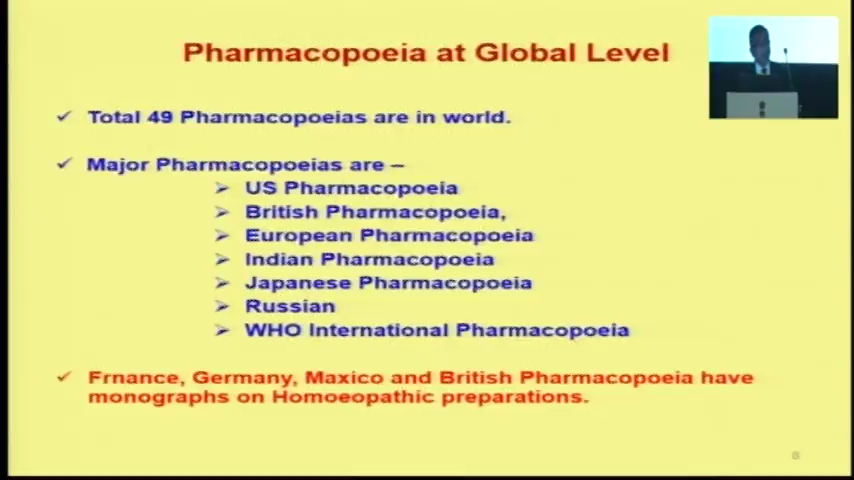 Pharmacopoeia at Global Level
✓ Total 49 Pharmacopoeias are in world.
✓ Major Pharmacopoeias are –
➢ US Pharmacopoeia
➢ British Pharmacopoeia,
➢ European Pharmacopoeia
➢ Indian Pharmacopoeia
➢ Japanese Pharmacopoeia
➢ Russian
➢ WHO International Pharmacopoeia
✓ Frnance, Germany, Maxico and British Pharmacopoeia have
monographs on Homoeopathic preparations.